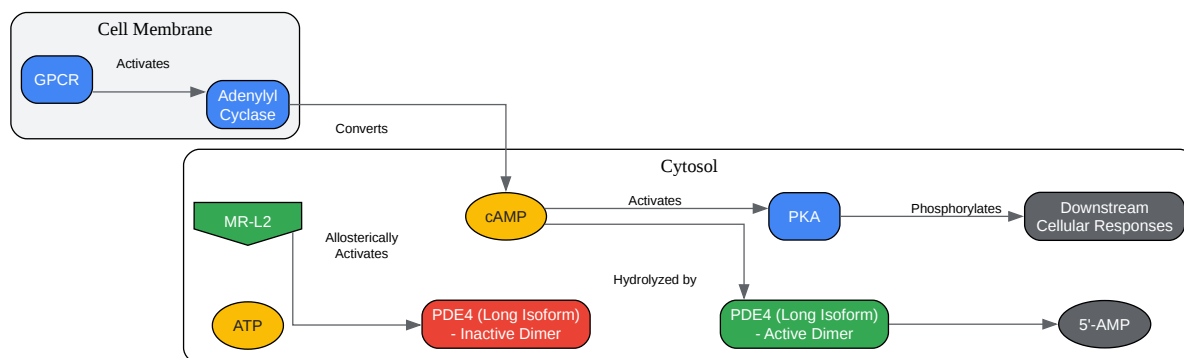 Cell Membrane
GPCR
Activates
Adenylyl
Cyclase
Converts
Cytosol
MR-L2
Allosterically
Activates
cAMP
Activates
PKA
Phosphorylates
Downstream
Cellular Responses
Hydrolyzed by
ATP
PDE4 (Long Isoform)
- Inactive Dimer
PDE4 (Long Isoform)
- Active Dimer
5'-AMP